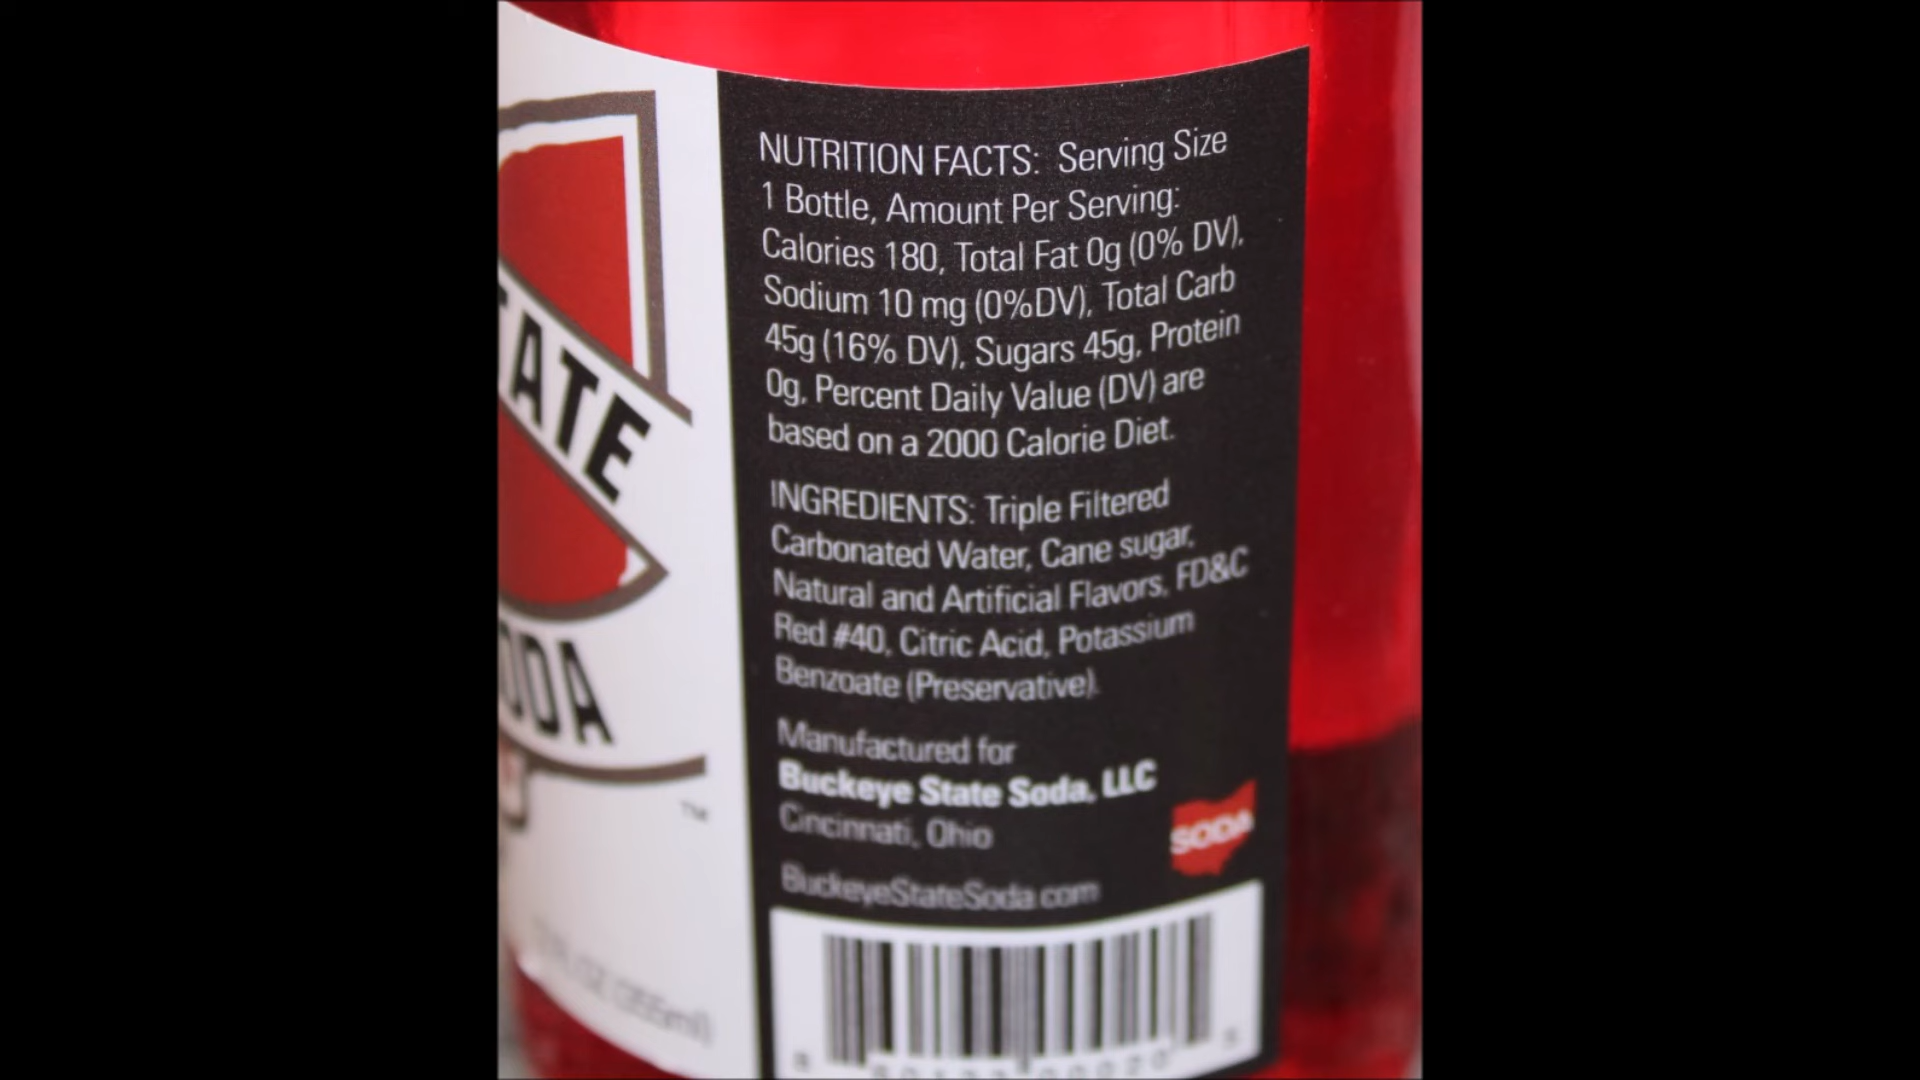 TATE
ODA
TM
(355ml)
NUTRITION FACTS: Serving Size
1 Bottle, Amount Per Serving:
Calories 180, Total Fat 0g (0% DV),
Sodium 10 mg (0%DV), Total Carb
45g (16% DV), Sugars 45g, Protein
0g, Percent Daily Value (DV) are
based on a 2000 Calorie Diet.
INGREDIENTS: Triple Filtered
Carbonated Water, Cane sugar,
Natural and Artificial Flavors, FD&C
Red #40, Citric Acid, Potassium
Benzoate (Preservative).
Manufactured for
Buckeye State Soda, LLC
Cincinnati, Ohio
SODA
BuckeyeStateSoda.com